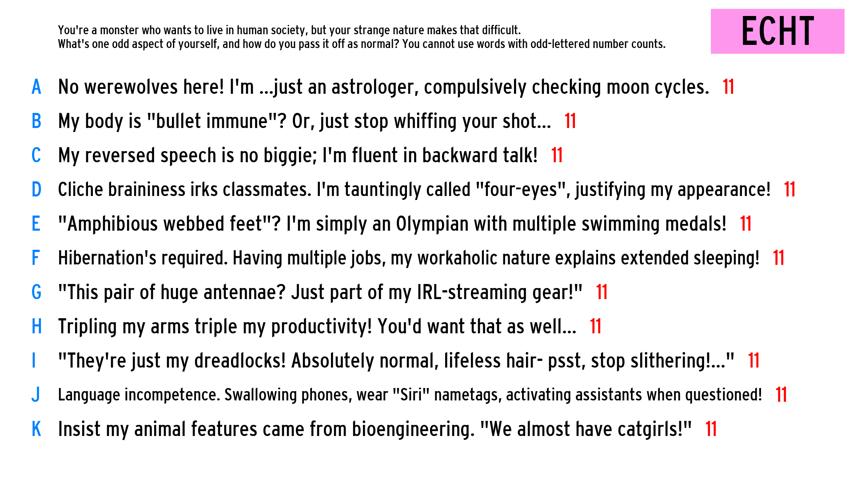 You're a monster who wants to live in human society, but your strange nature makes that difficult.
What's one odd aspect of yourself, and how do you pass it off as normal? You cannot use words with odd-lettered number counts.
ECHT
A No werewolves here! I'm ...just an astrologer, compulsively checking moon cycles. 11
B My body is "bullet immune"? Or, just stop whiffing your shot... 11
C My reversed speech is no biggie; I'm fluent in backward talk! 11
D Cliche braininess irks classmates. I'm tauntingly called "four-eyes", justifying my appearance! 11
E "Amphibious webbed feet"? I'm simply an Olympian with multiple swimming medals! 11
F Hibernation's required. Having multiple jobs, my workaholic nature explains extended sleeping! 11
G "This pair of huge antennae? Just part of my IRL-streaming gear!" 11
H Tripling my arms triple my productivity! You'd want that as well... 11
I "They're just my dreadlocks! Absolutely normal, lifeless hair- psst, stop slithering!..." 11
J Language incompetence. Swallowing phones, wear "Siri" nametags, activating assistants when questioned! 11
K Insist my animal features came from bioengineering. "We almost have catgirls!" 11